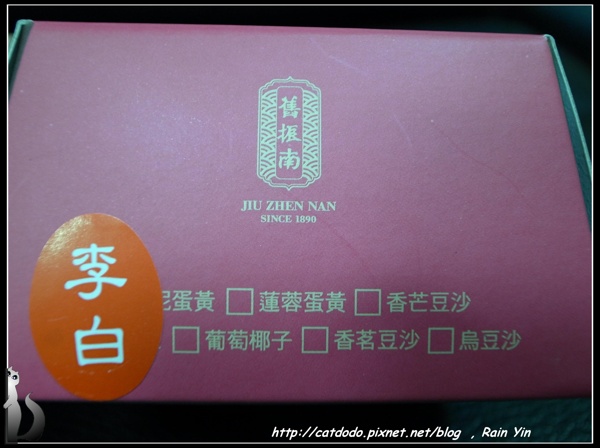 舊振南
JIU ZHEN NAN
SINCE 1890
李白
蛋黃 □ 蓮蓉蛋黃 □ 香芒豆沙
□ 葡萄椰子 □ 香茗豆沙 □ 烏豆沙
http://catdodo.pixnet.net/blog , Rain Yin